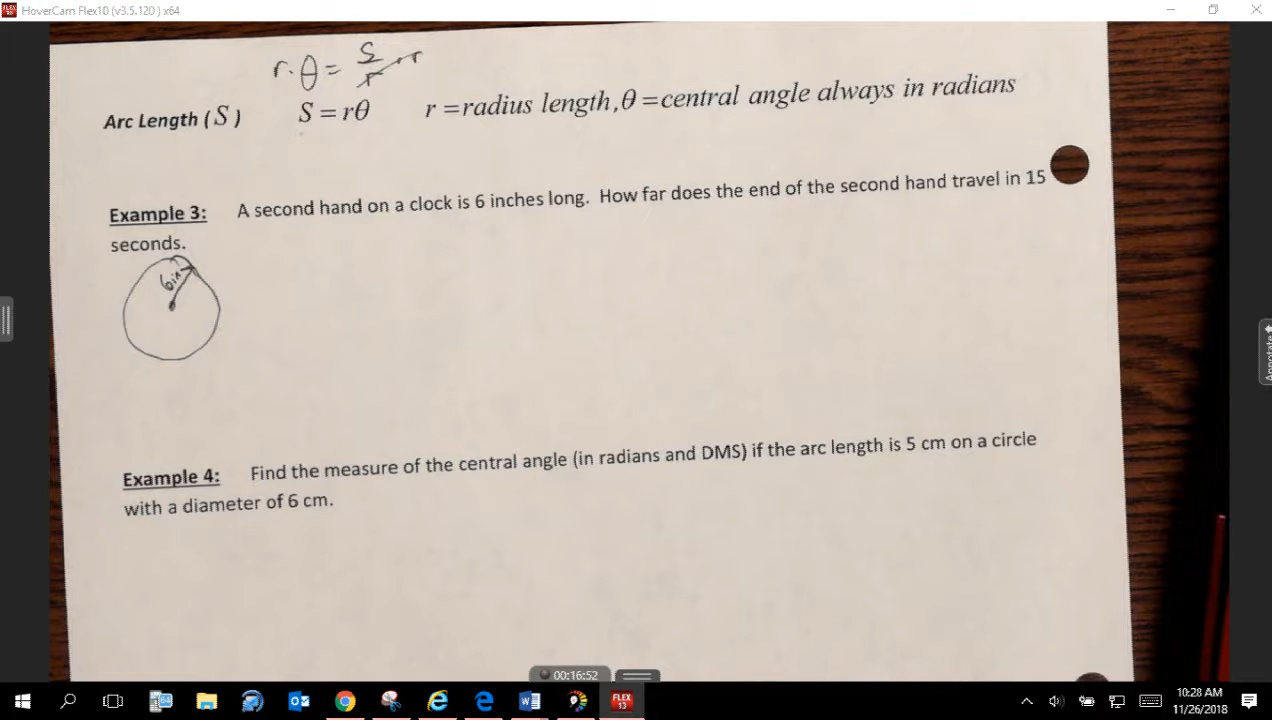 HoverCam Flex10 (v3.5.120 ) x64
r·θ = S/r · r
Arc Length (S)   S = rθ   r =radius length,θ =central angle always in radians
Example 3: A second hand on a clock is 6 inches long. How far does the end of the second hand travel in 15
seconds.
6in
Example 4: Find the measure of the central angle (in radians and DMS) if the arc length is 5 cm on a circle
with a diameter of 6 cm.
Annotate
00:16:52
FLEX 13
10:28 AM
11/26/2018